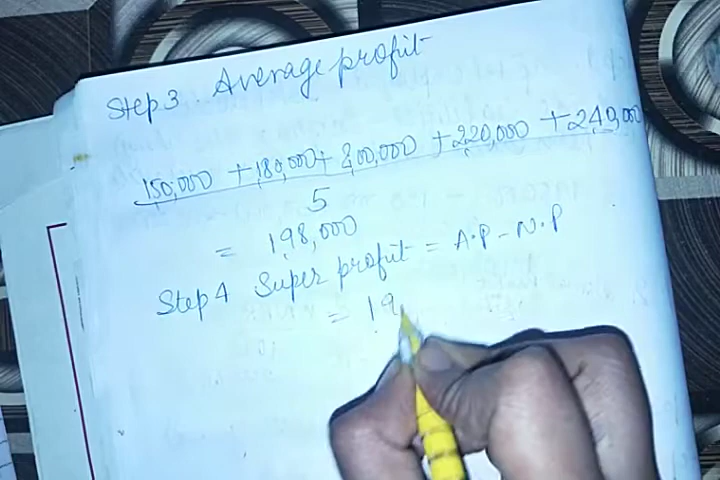 Step 3 . Average profit
150,000 + 180,000 + 200,000 + 220,000 + 240,000
5
= 198,000
Step 4 Super profit = A.P - N.P
= 19